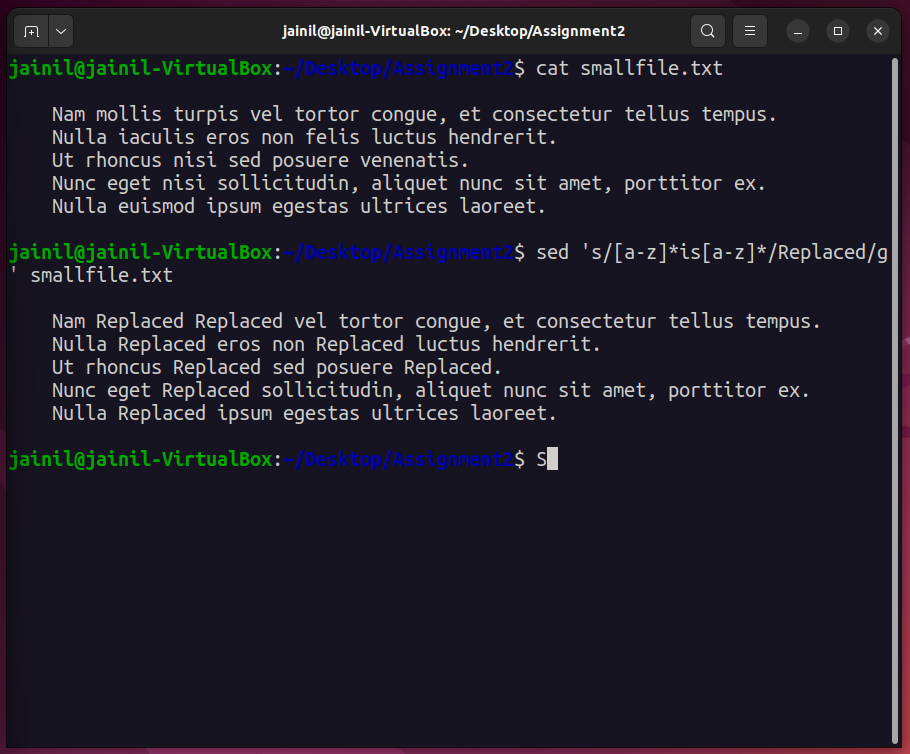 jainil@jainil-VirtualBox: ~/Desktop/Assignment2
jainil@jainil-VirtualBox:~/Desktop/Assignment2$ cat smallfile.txt
Nam mollis turpis vel tortor congue, et consectetur tellus tempus.
Nulla iaculis eros non felis luctus hendrerit.
Ut rhoncus nisi sed posuere venenatis.
Nunc eget nisi sollicitudin, aliquet nunc sit amet, porttitor ex.
Nulla euismod ipsum egestas ultrices laoreet.
jainil@jainil-VirtualBox:~/Desktop/Assignment2$ sed 's/[a-z]*is[a-z]*/Replaced/g
' smallfile.txt
Nam Replaced Replaced vel tortor congue, et consectetur tellus tempus.
Nulla Replaced eros non Replaced luctus hendrerit.
Ut rhoncus Replaced sed posuere Replaced.
Nunc eget Replaced sollicitudin, aliquet nunc sit amet, porttitor ex.
Nulla Replaced ipsum egestas ultrices laoreet.
jainil@jainil-VirtualBox:~/Desktop/Assignment2$ S